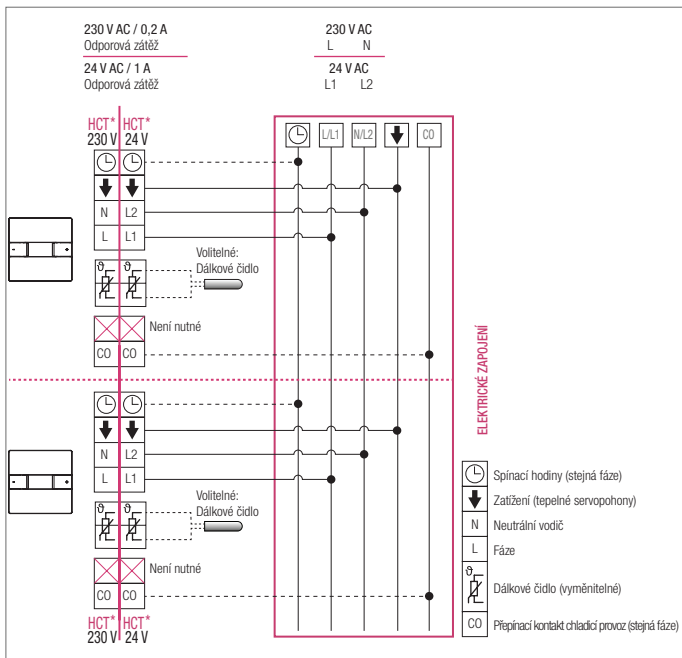 230 V AC / 0,2 A
Odporová zátěž
24 V AC / 1 A
Odporová zátěž
230 V AC
L N
24 V AC
L1 L2
HCT* HCT*
230 V 24 V
L/L1 N/L2 CO
N L2
L L1
ϑ ϑ
Volitelné:
Dálkové čidlo
Není nutné
CO CO
N L2
L L1
ϑ ϑ
Volitelné:
Dálkové čidlo
Není nutné
CO CO
HCT* HCT*
230 V 24 V
ELEKTRICKÉ ZAPOJENÍ
Spínací hodiny (stejná fáze)
Zatížení (tepelné servopohony)
N Neutrální vodič
L Fáze
ϑ Dálkové čidlo (vyměnitelné)
CO Přepínací kontakt chladicí provoz (stejná fáze)